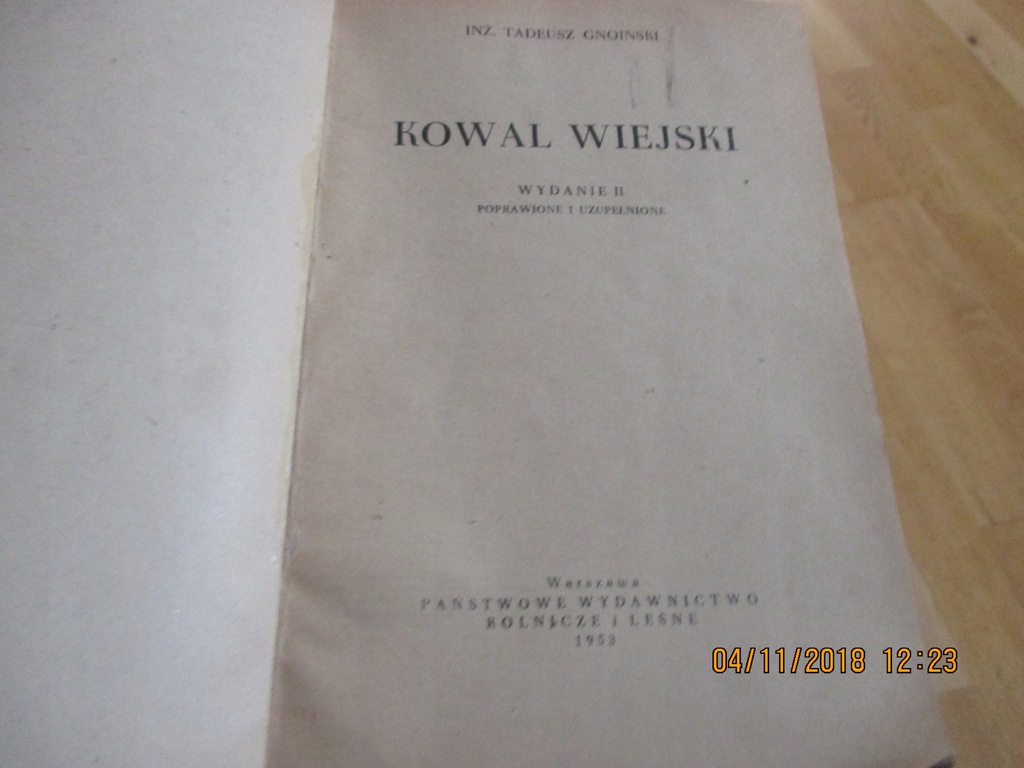 INŻ. TADEUSZ GNOIŃSKI
KOWAL WIEJSKI
WYDANIE II
POPRAWIONE I UZUPEŁNIONE
Warszawa
PAŃSTWOWE WYDAWNICTWO
ROLNICZE i LEŚNE
1953
04/11/2018 12:23